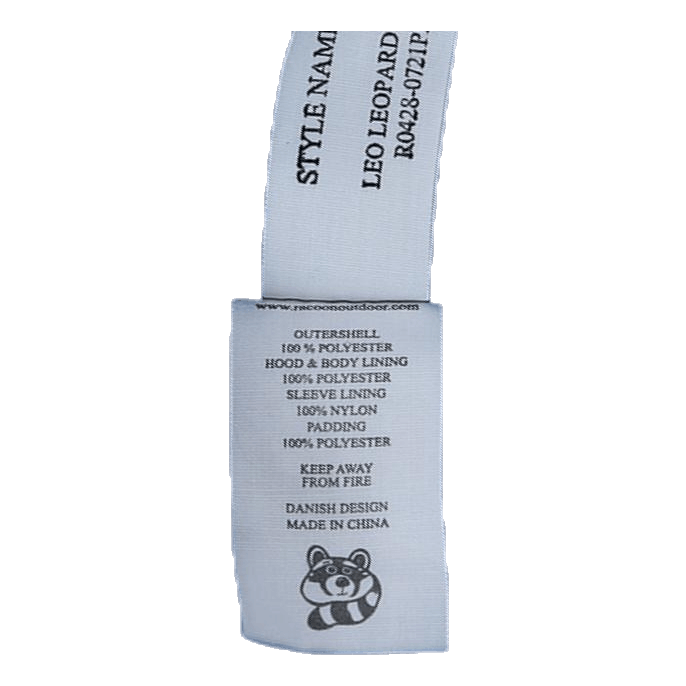 STYLE NAME
LEO LEOPARD
R0428-0721P
www.racoonoutdoor.com
OUTERSHELL
100 % POLYESTER
HOOD & BODY LINING
100% POLYESTER
SLEEVE LINING
100% NYLON
PADDING
100% POLYESTER
KEEP AWAY
FROM FIRE
DANISH DESIGN
MADE IN CHINA